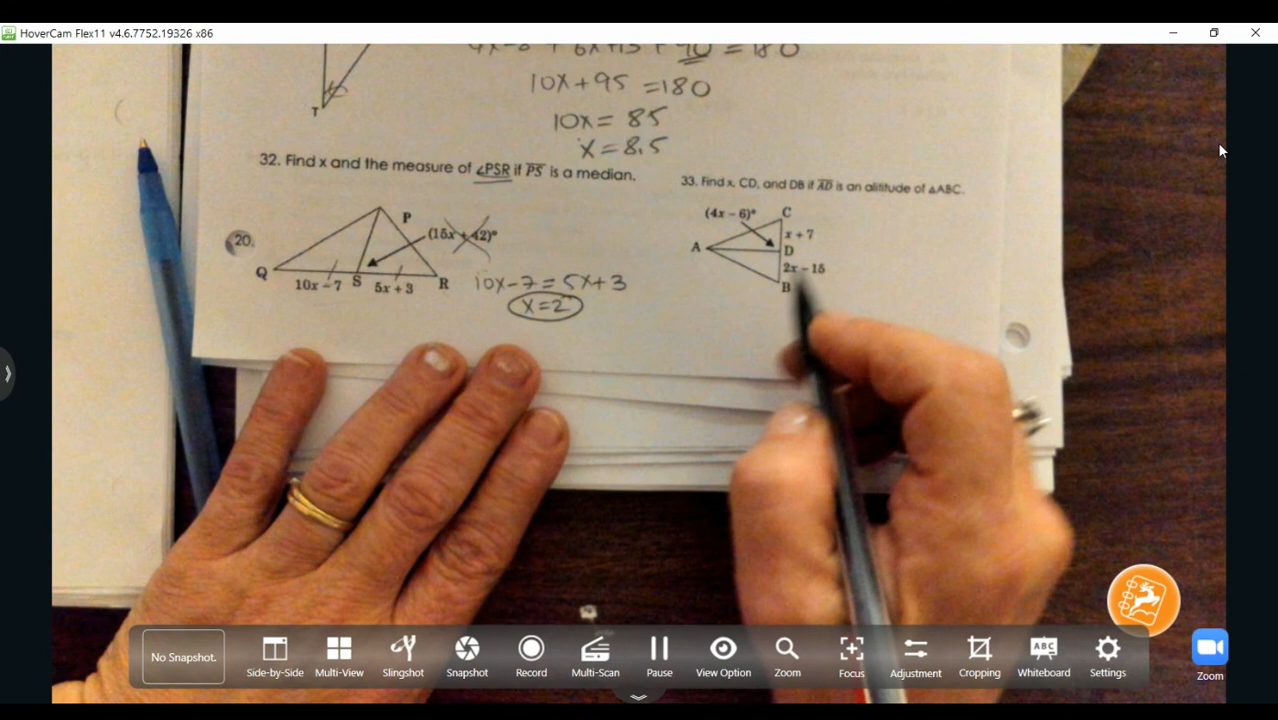 HoverCam Flex11 v4.6.7752.19326 x86
10x+95 =180
10x= 85
x=8.5
T
32. Find x and the measure of ∠PSR if PS is a median.
20.
P
(15x + 42)°
Q
S
R
10x − 7
5x + 3
10x-7=5x+3
x=2
33. Find x, CD, and DB if AD is an altitude of △ABC.
(4x − 6)°
C
A
x + 7
D
2x − 15
B
No Snapshot.
Side-by-Side
Multi-View
Slingshot
Snapshot
Record
Multi-Scan
Pause
View Option
Zoom
Focus
Adjustment
Cropping
ABC
Whiteboard
Settings
Zoom